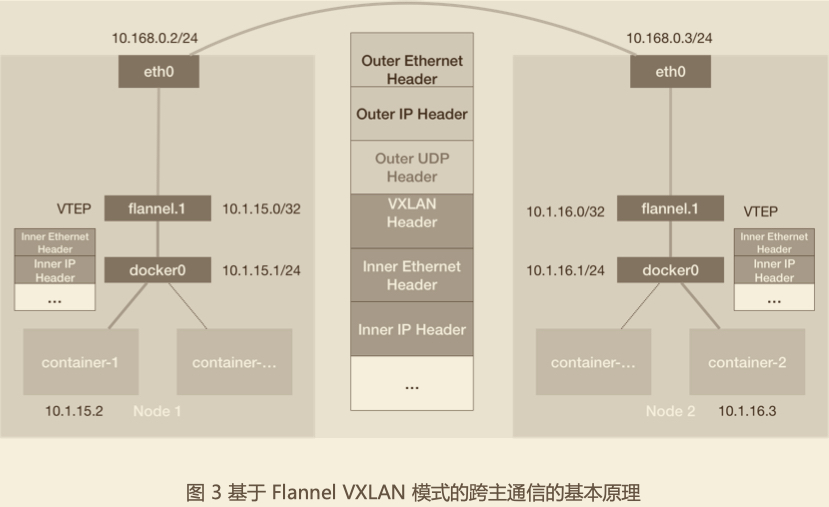 10.168.0.2/24
eth0
VTEP
flannel.1
10.1.15.0/32
Inner Ethernet
Header
Inner IP
Header
...
docker0
10.1.15.1/24
container-1
container-...
10.1.15.2
Node 1
Outer Ethernet
Header
Outer IP Header
Outer UDP
Header
VXLAN
Header
Inner Ethernet
Header
Inner IP Header
...
10.168.0.3/24
eth0
10.1.16.0/32
flannel.1
VTEP
10.1.16.1/24
docker0
Inner Ethernet
Header
Inner IP
Header
...
container-...
container-2
Node 2
10.1.16.3
图 3 基于 Flannel VXLAN 模式的跨主通信的基本原理